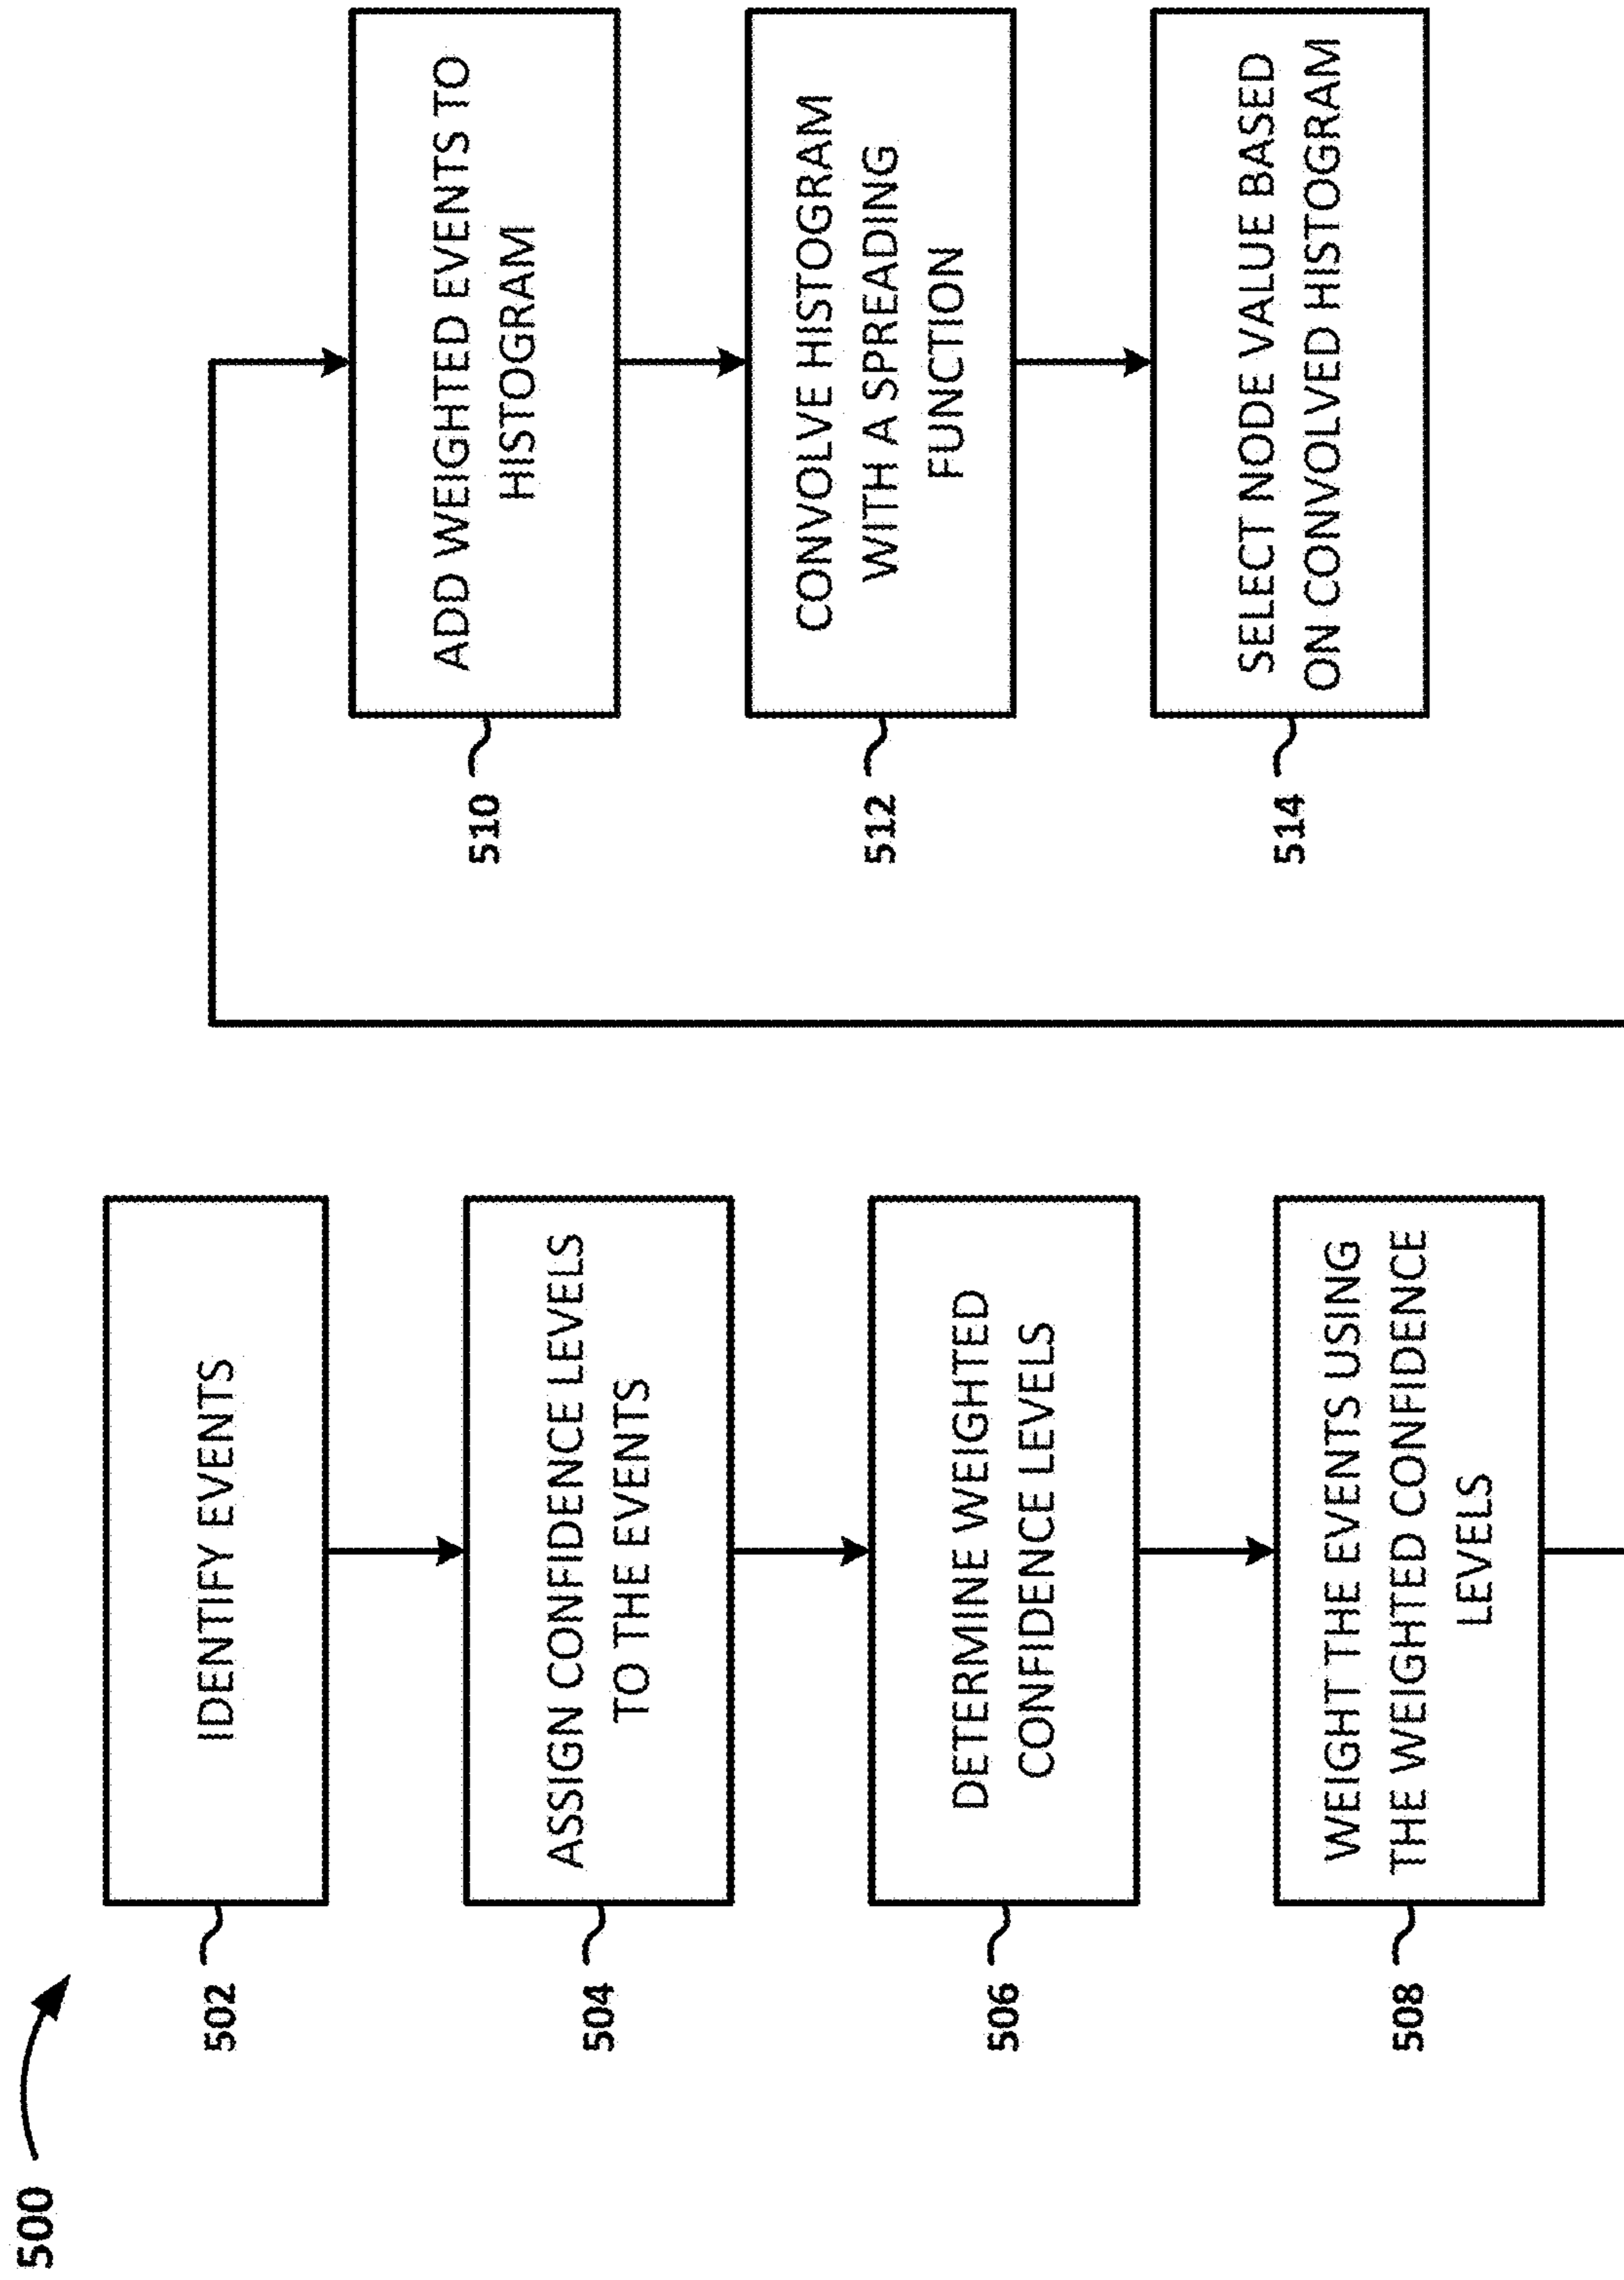 500
502
IDENTIFY EVENTS
504
ASSIGN CONFIDENCE LEVELS
TO THE EVENTS
506
DETERMINE WEIGHTED
CONFIDENCE LEVELS
508
WEIGHT THE EVENTS USING
THE WEIGHTED CONFIDENCE
LEVELS
510
ADD WEIGHTED EVENTS TO
HISTOGRAM
512
CONVOLVE HISTOGRAM
WITH A SPREADING
FUNCTION
514
SELECT NODE VALUE BASED
ON CONVOLVED HISTOGRAM